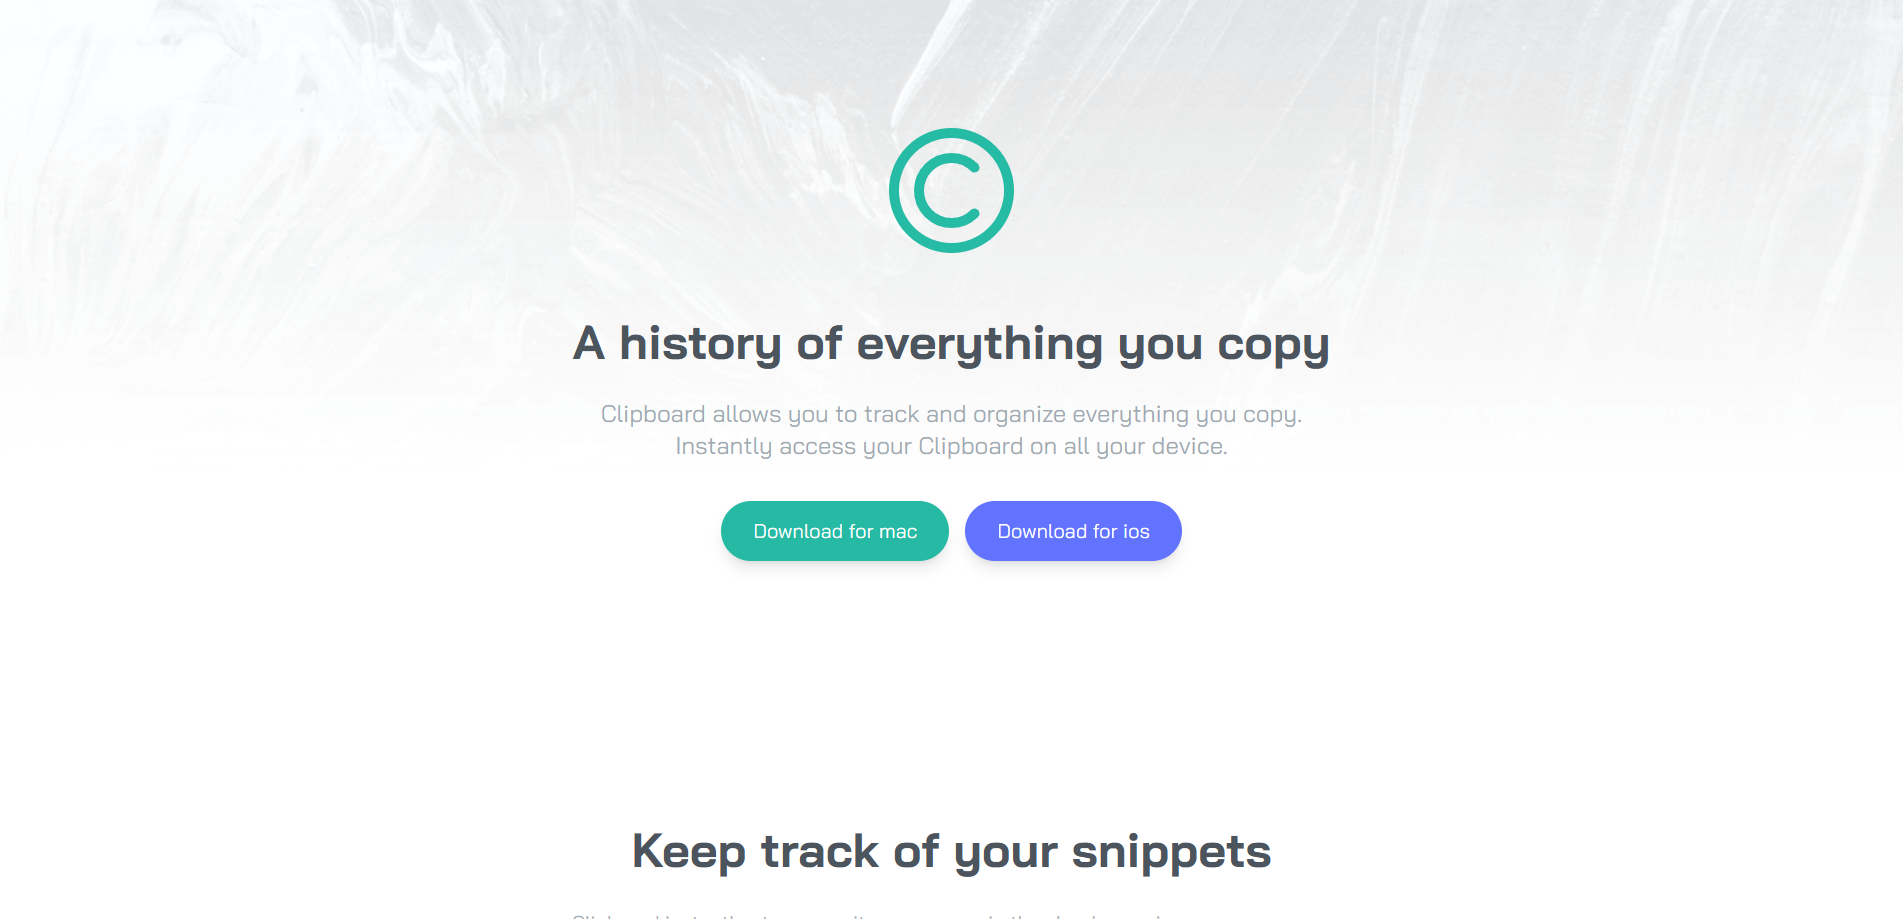 C
A history of everything you copy
Clipboard allows you to track and organize everything you copy.
Instantly access your Clipboard on all your device.
Download for mac
Download for ios
Keep track of your snippets